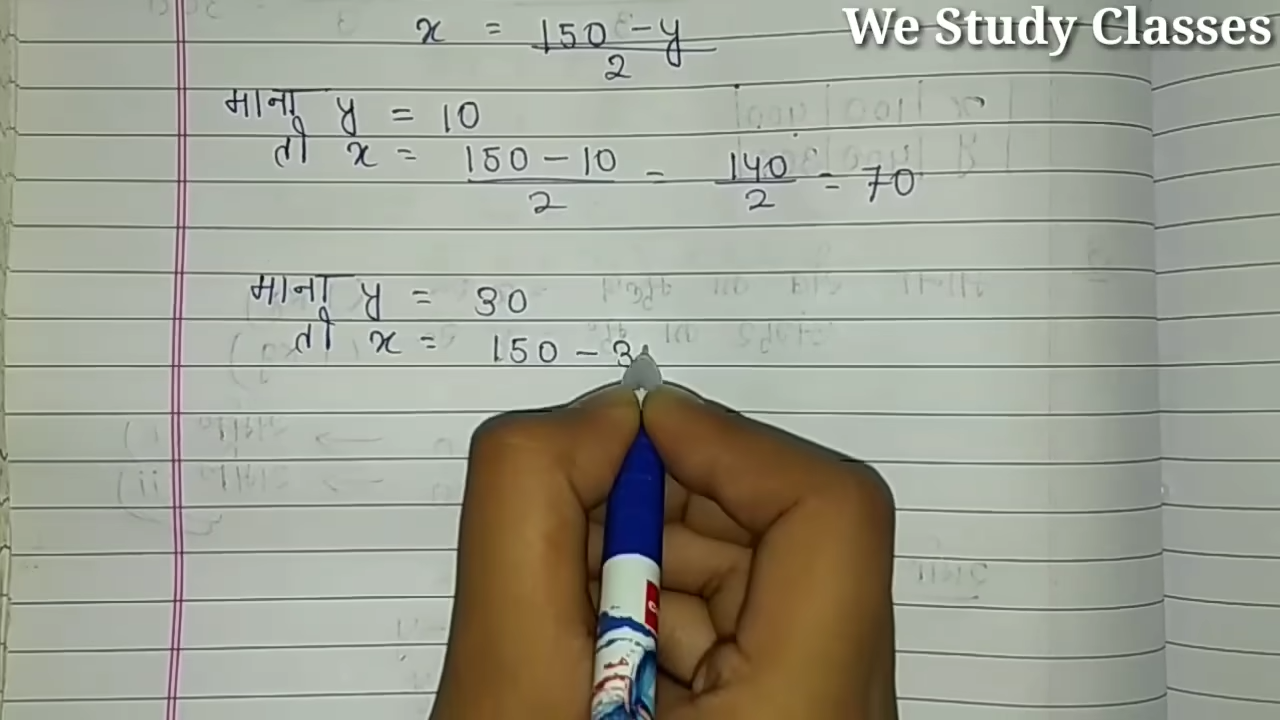 We Study Classes
x = 150 - y / 2
माना y = 10
तो x = 150 - 10 / 2 = 140 / 2 = 70
माना y = 30
तो x = 150 - 3